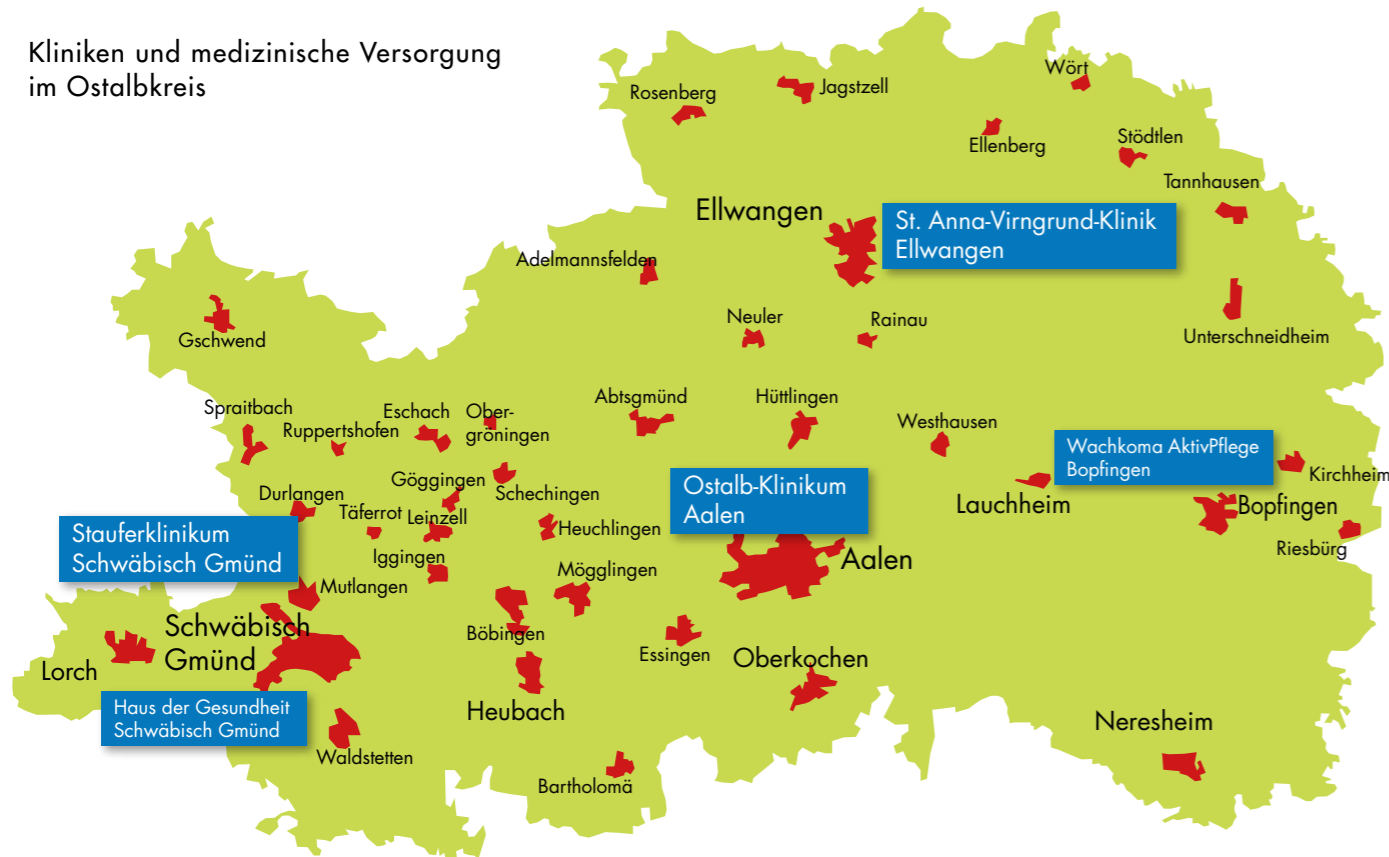 Kliniken und medizinische Versorgung
im Ostalbkreis
Wört
Rosenberg
Jagstzell
Ellenberg
Stödtlen
Tannhausen
Ellwangen
St. Anna-Virngrund-Klinik
Ellwangen
Adelmannsfelden
Neuler
Rainau
Unterschneidheim
Gschwend
Spraitbach
Ruppertshofen
Eschach
Ober-
gröningen
Abtsgmünd
Hüttlingen
Westhausen
Wachkoma AktivPflege
Bopfingen
Kirchheim
Göggingen
Schechingen
Durlangen
Täferrot
Leinzell
Heuchlingen
Ostalb-Klinikum
Aalen
Lauchheim
Bopfingen
Riesbürg
Stauferklinikum
Schwäbisch Gmünd
Iggingen
Mögglingen
Aalen
Mutlangen
Schwäbisch
Gmünd
Lorch
Böbingen
Essingen
Oberkochen
Haus der Gesundheit
Schwäbisch Gmünd
Heubach
Neresheim
Waldstetten
Bartholomä